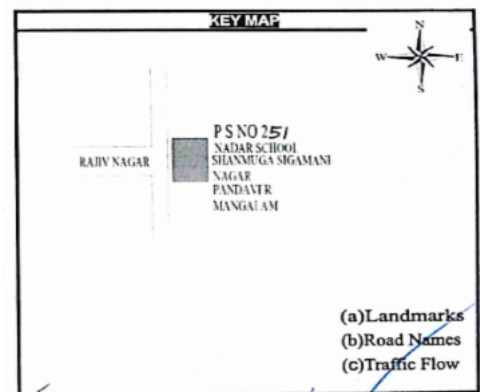 KEY MAP
N
W E
S
P S NO 251
NADAR SCHOOL
RAJIV NAGAR
SHANMUGA SIGAMANI
NAGAR
PANDAVER
MANGALAM
(a)Landmarks
(b)Road Names
(c)Traffic Flow